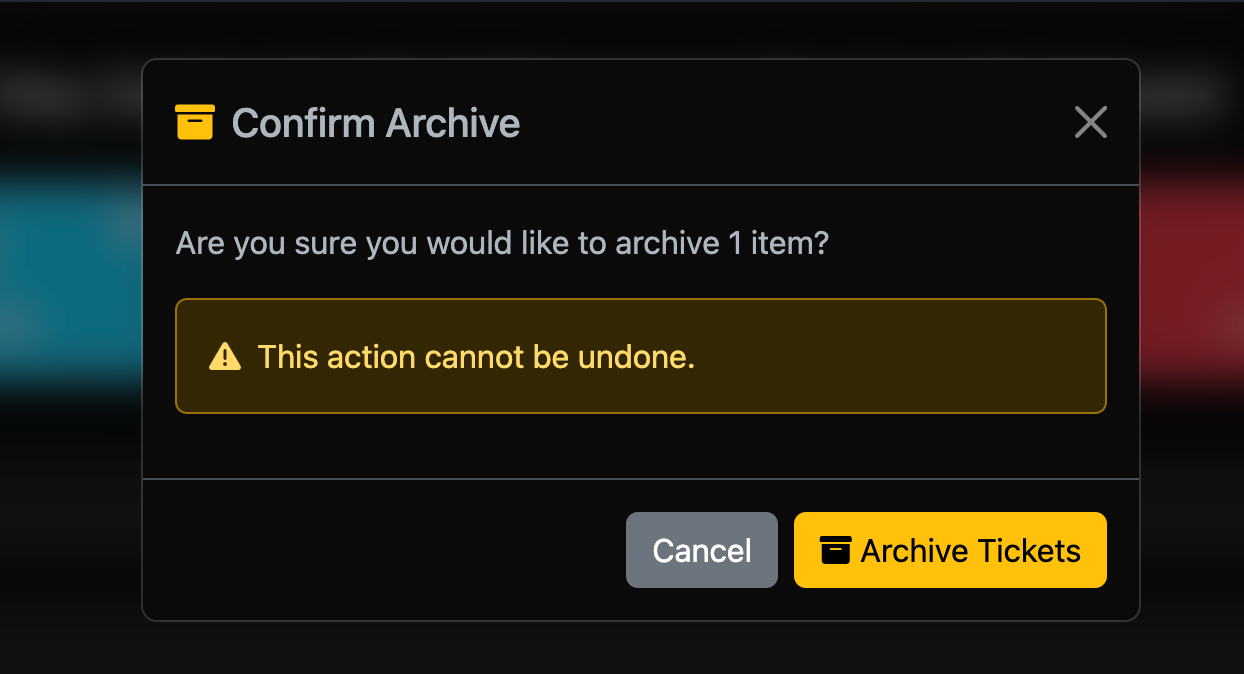 Confirm Archive
Are you sure you would like to archive 1 item?
This action cannot be undone.
Cancel
Archive Tickets